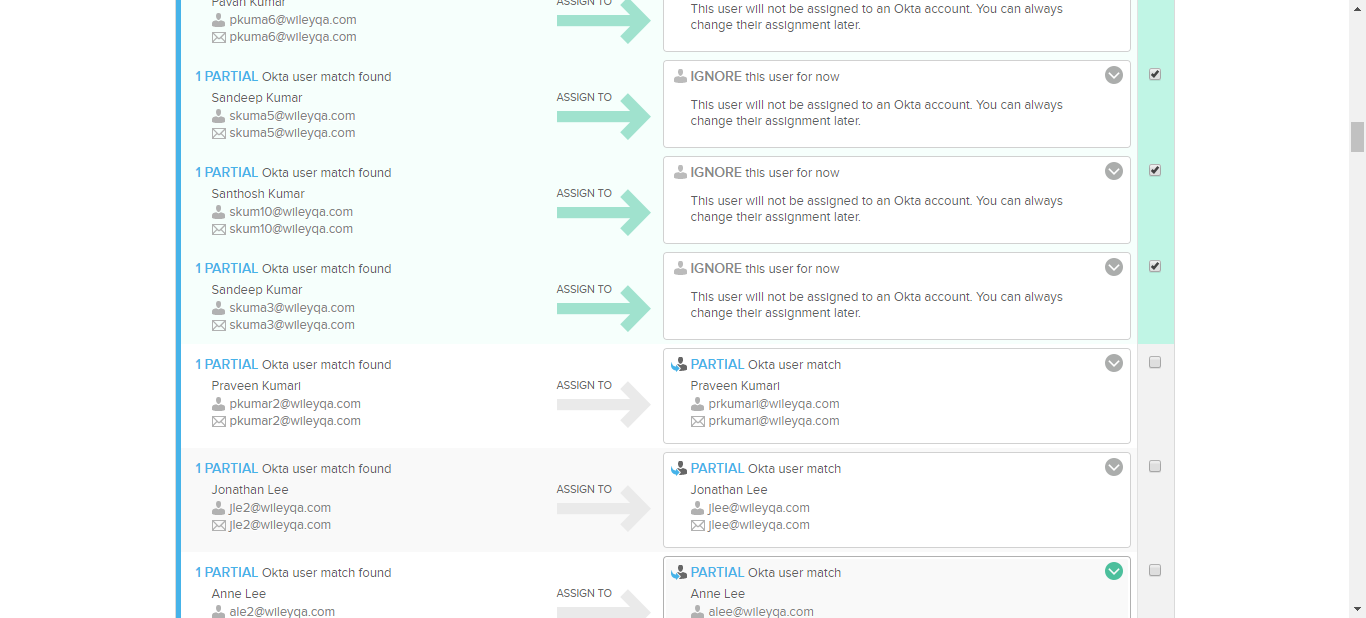 Pavan Kumar
pkuma6@wileyqa.com
pkuma6@wileyqa.com
ASSIGN TO
This user will not be assigned to an Okta account. You can always
change their assignment later.
1 PARTIAL Okta user match found
Sandeep Kumar
skuma5@wileyqa.com
skuma5@wileyqa.com
ASSIGN TO
IGNORE this user for now
This user will not be assigned to an Okta account. You can always
change their assignment later.
1 PARTIAL Okta user match found
Santhosh Kumar
skum10@wileyqa.com
skum10@wileyqa.com
ASSIGN TO
IGNORE this user for now
This user will not be assigned to an Okta account. You can always
change their assignment later.
1 PARTIAL Okta user match found
Sandeep Kumar
skuma3@wileyqa.com
skuma3@wileyqa.com
ASSIGN TO
IGNORE this user for now
This user will not be assigned to an Okta account. You can always
change their assignment later.
1 PARTIAL Okta user match found
Praveen Kumari
pkumar2@wileyqa.com
pkumar2@wileyqa.com
ASSIGN TO
PARTIAL Okta user match
Praveen Kumari
prkumari@wileyqa.com
prkumari@wileyqa.com
1 PARTIAL Okta user match found
Jonathan Lee
jle2@wileyqa.com
jle2@wileyqa.com
ASSIGN TO
PARTIAL Okta user match
Jonathan Lee
jlee@wileyqa.com
jlee@wileyqa.com
1 PARTIAL Okta user match found
Anne Lee
ale2@wileyqa.com
ASSIGN TO
PARTIAL Okta user match
Anne Lee
alee@wileyqa.com